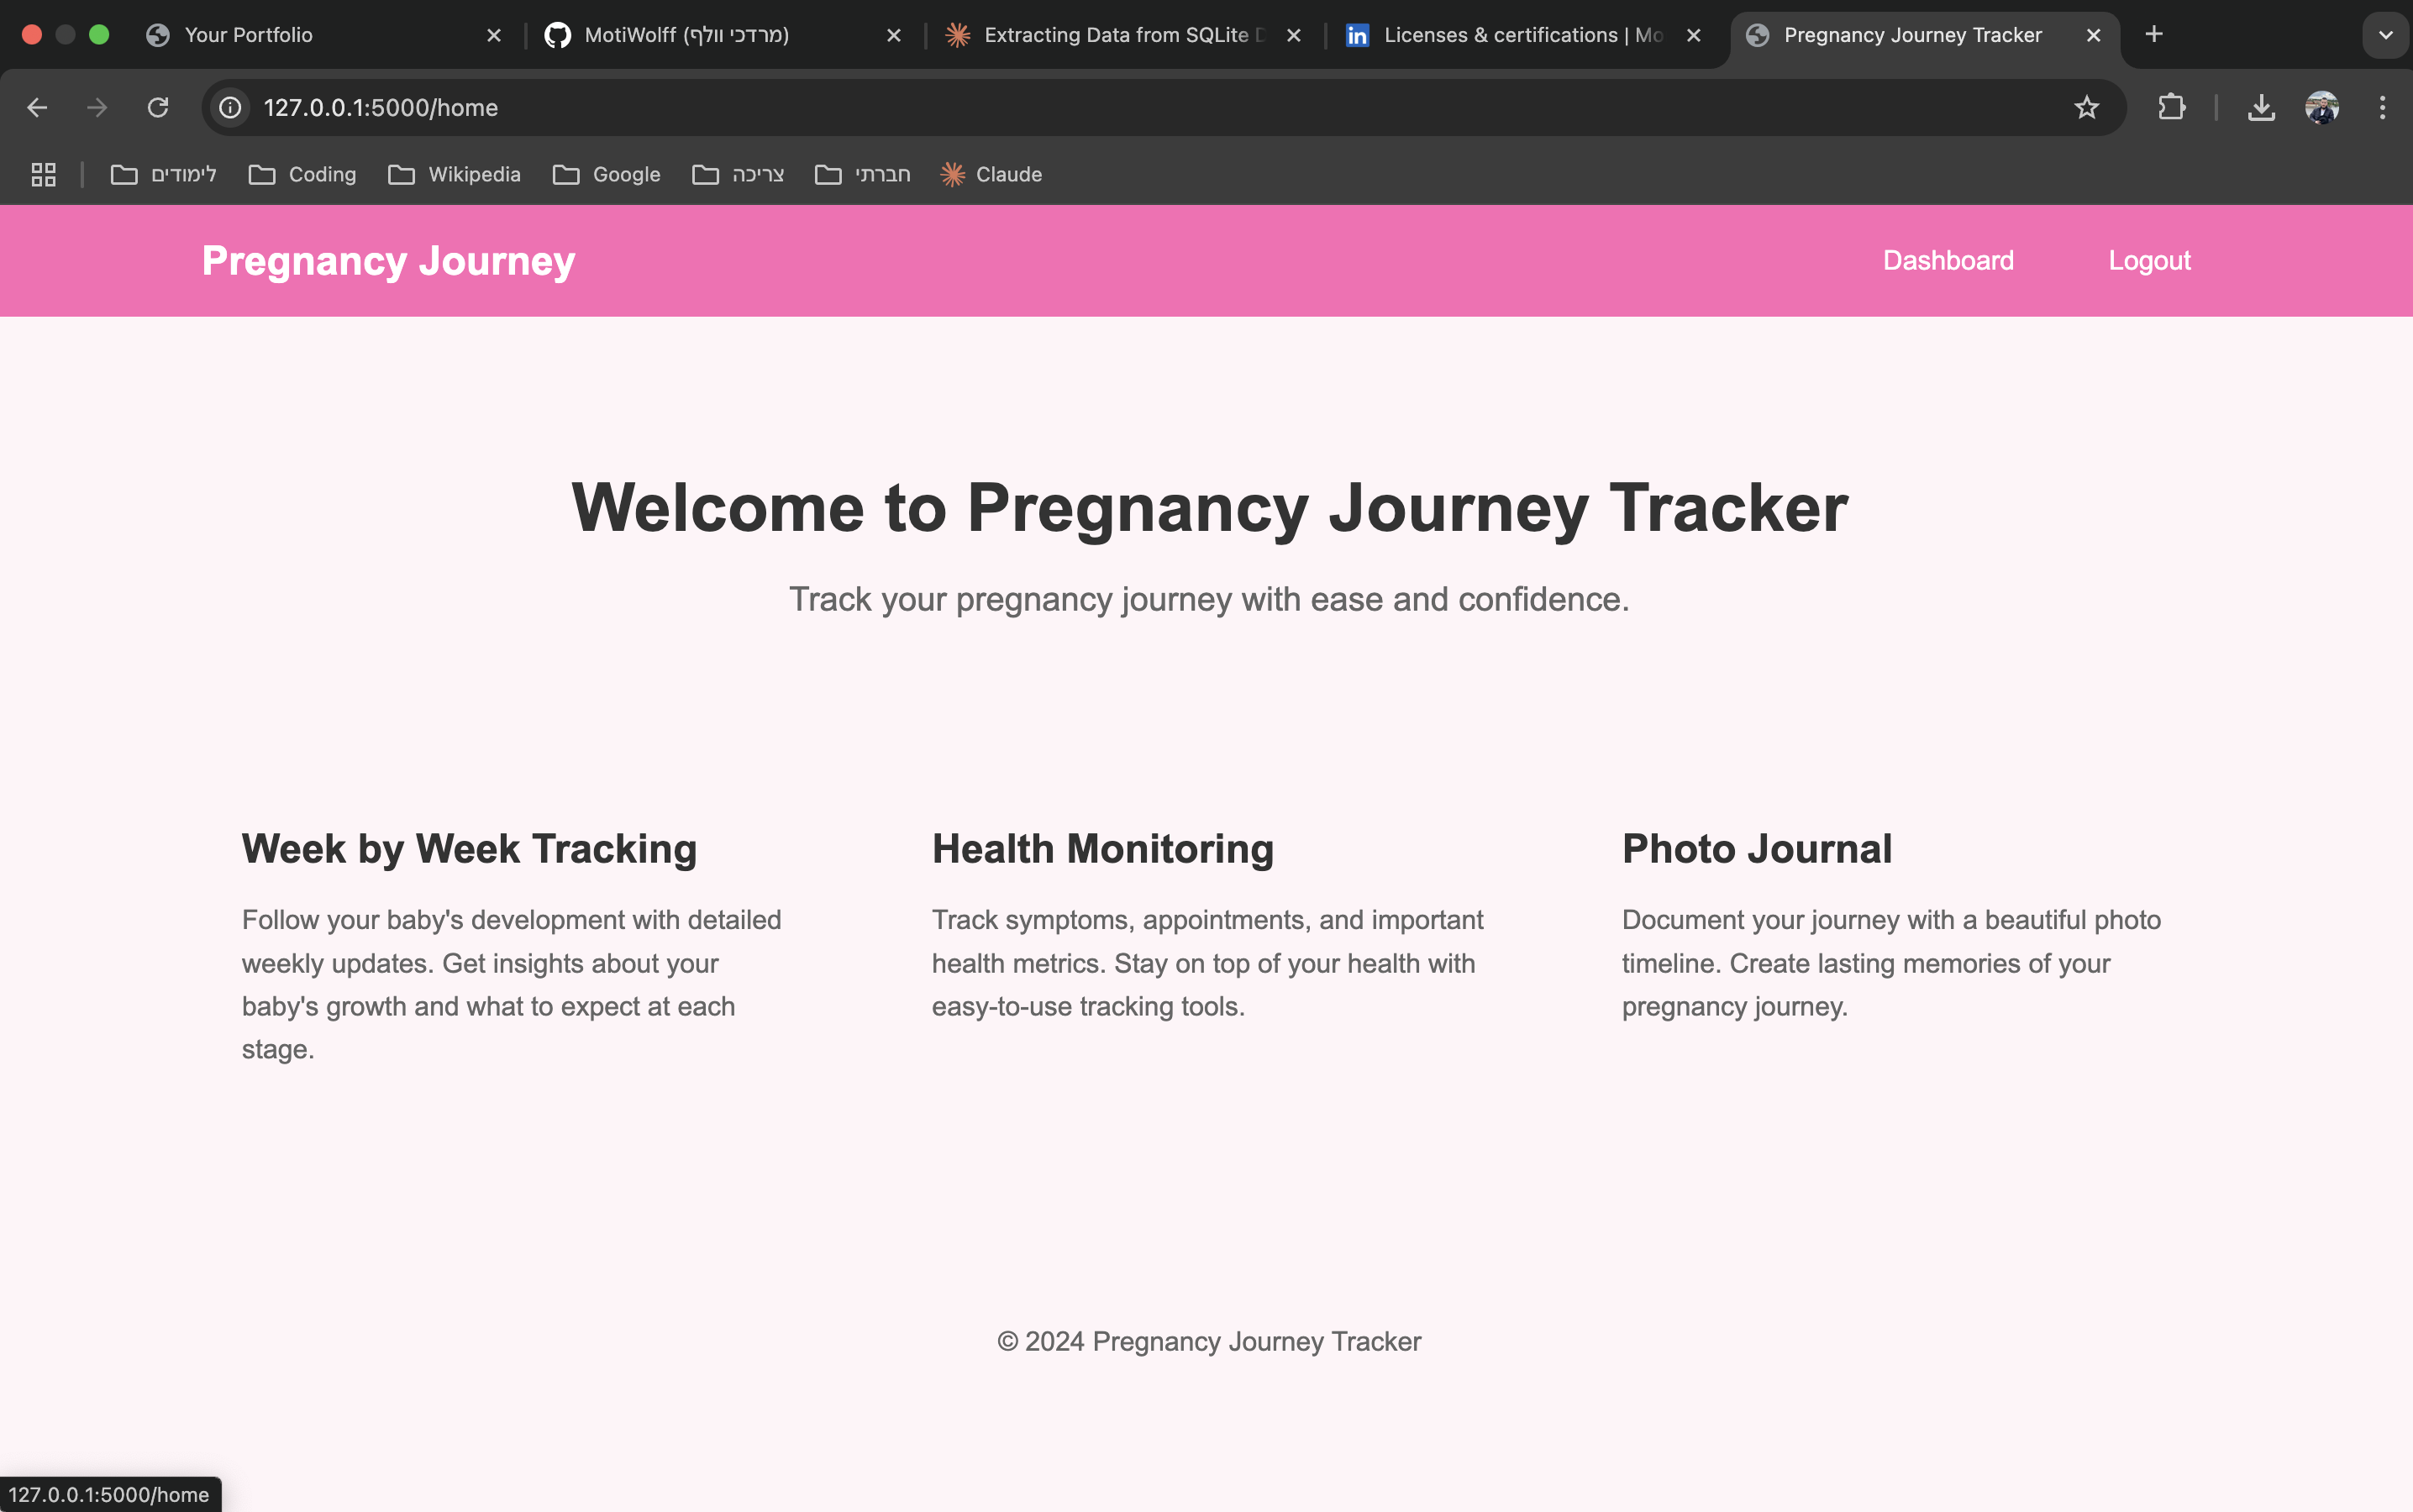 Your Portfolio
MotiWolff (מרדכי וולף)
Extracting Data from SQLite D
Licenses & certifications | Mo
Pregnancy Journey Tracker
127.0.0.1:5000/home
לימודים
Coding
Wikipedia
Google
צריכה
חברתי
Claude
Pregnancy Journey
Dashboard
Logout
Welcome to Pregnancy Journey Tracker
Track your pregnancy journey with ease and confidence.
Week by Week Tracking
Follow your baby's development with detailed
weekly updates. Get insights about your
baby's growth and what to expect at each
stage.
Health Monitoring
Track symptoms, appointments, and important
health metrics. Stay on top of your health with
easy-to-use tracking tools.
Photo Journal
Document your journey with a beautiful photo
timeline. Create lasting memories of your
pregnancy journey.
© 2024 Pregnancy Journey Tracker
127.0.0.1:5000/home